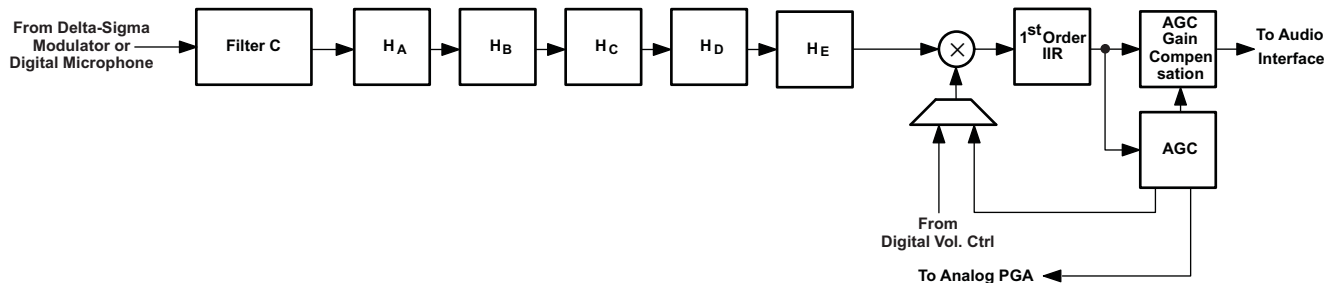 From Delta-Sigma
Modulator or
Digital Microphone
Filter C
HA
HB
HC
HD
HE
×
1st Order
IIR
AGC
Gain
Compen
sation
To Audio
Interface
AGC
From
Digital Vol. Ctrl
To Analog PGA